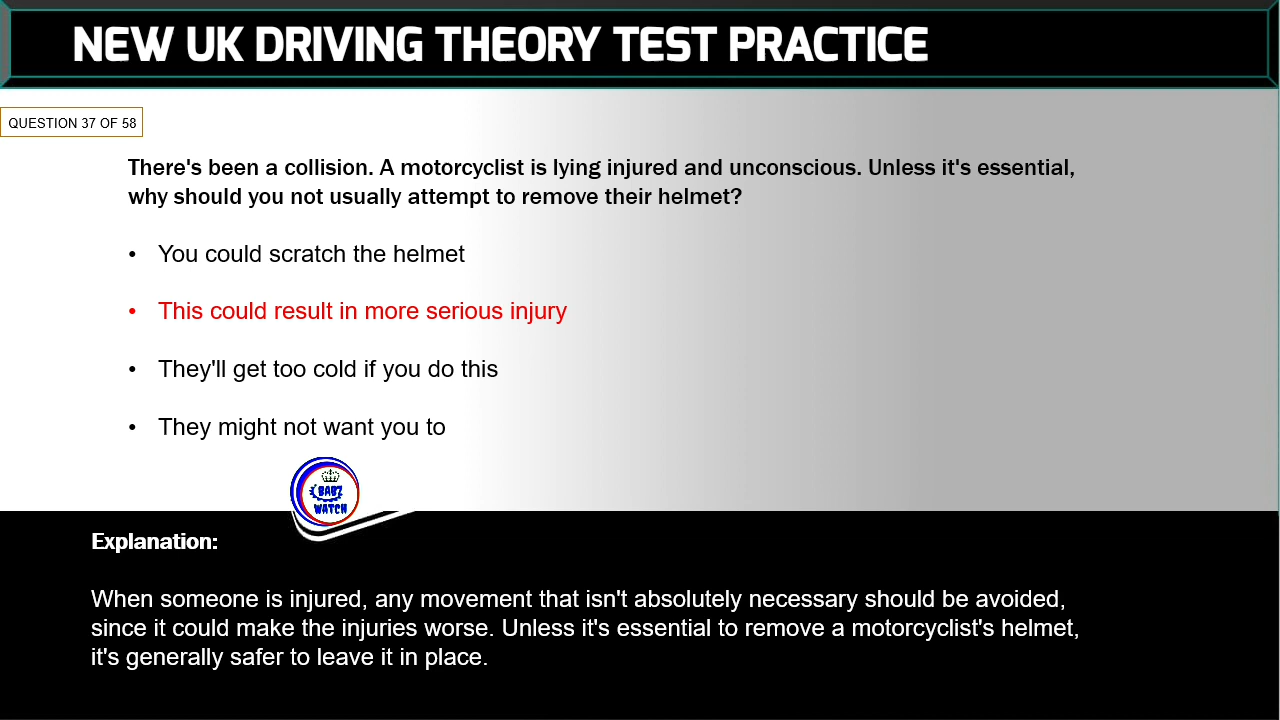 NEW UK DRIVING THEORY TEST PRACTICE
QUESTION 37 OF 58
There's been a collision. A motorcyclist is lying injured and unconscious. Unless it's essential,
why should you not usually attempt to remove their helmet?
• You could scratch the helmet
• This could result in more serious injury
• They'll get too cold if you do this
• They might not want you to
BABZ
WATCH
Explanation:
When someone is injured, any movement that isn't absolutely necessary should be avoided,
since it could make the injuries worse. Unless it's essential to remove a motorcyclist's helmet,
it's generally safer to leave it in place.